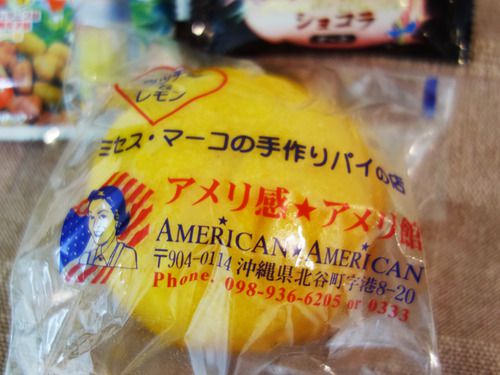 ショコラ
レモン
ミセス・マーコの手作りパイの店
アメリ感★アメリ館
AMERICAN★AMERICAN
〒904-0114 沖縄県北谷町字港8-20
Phone. 098-936-6205 or 0333